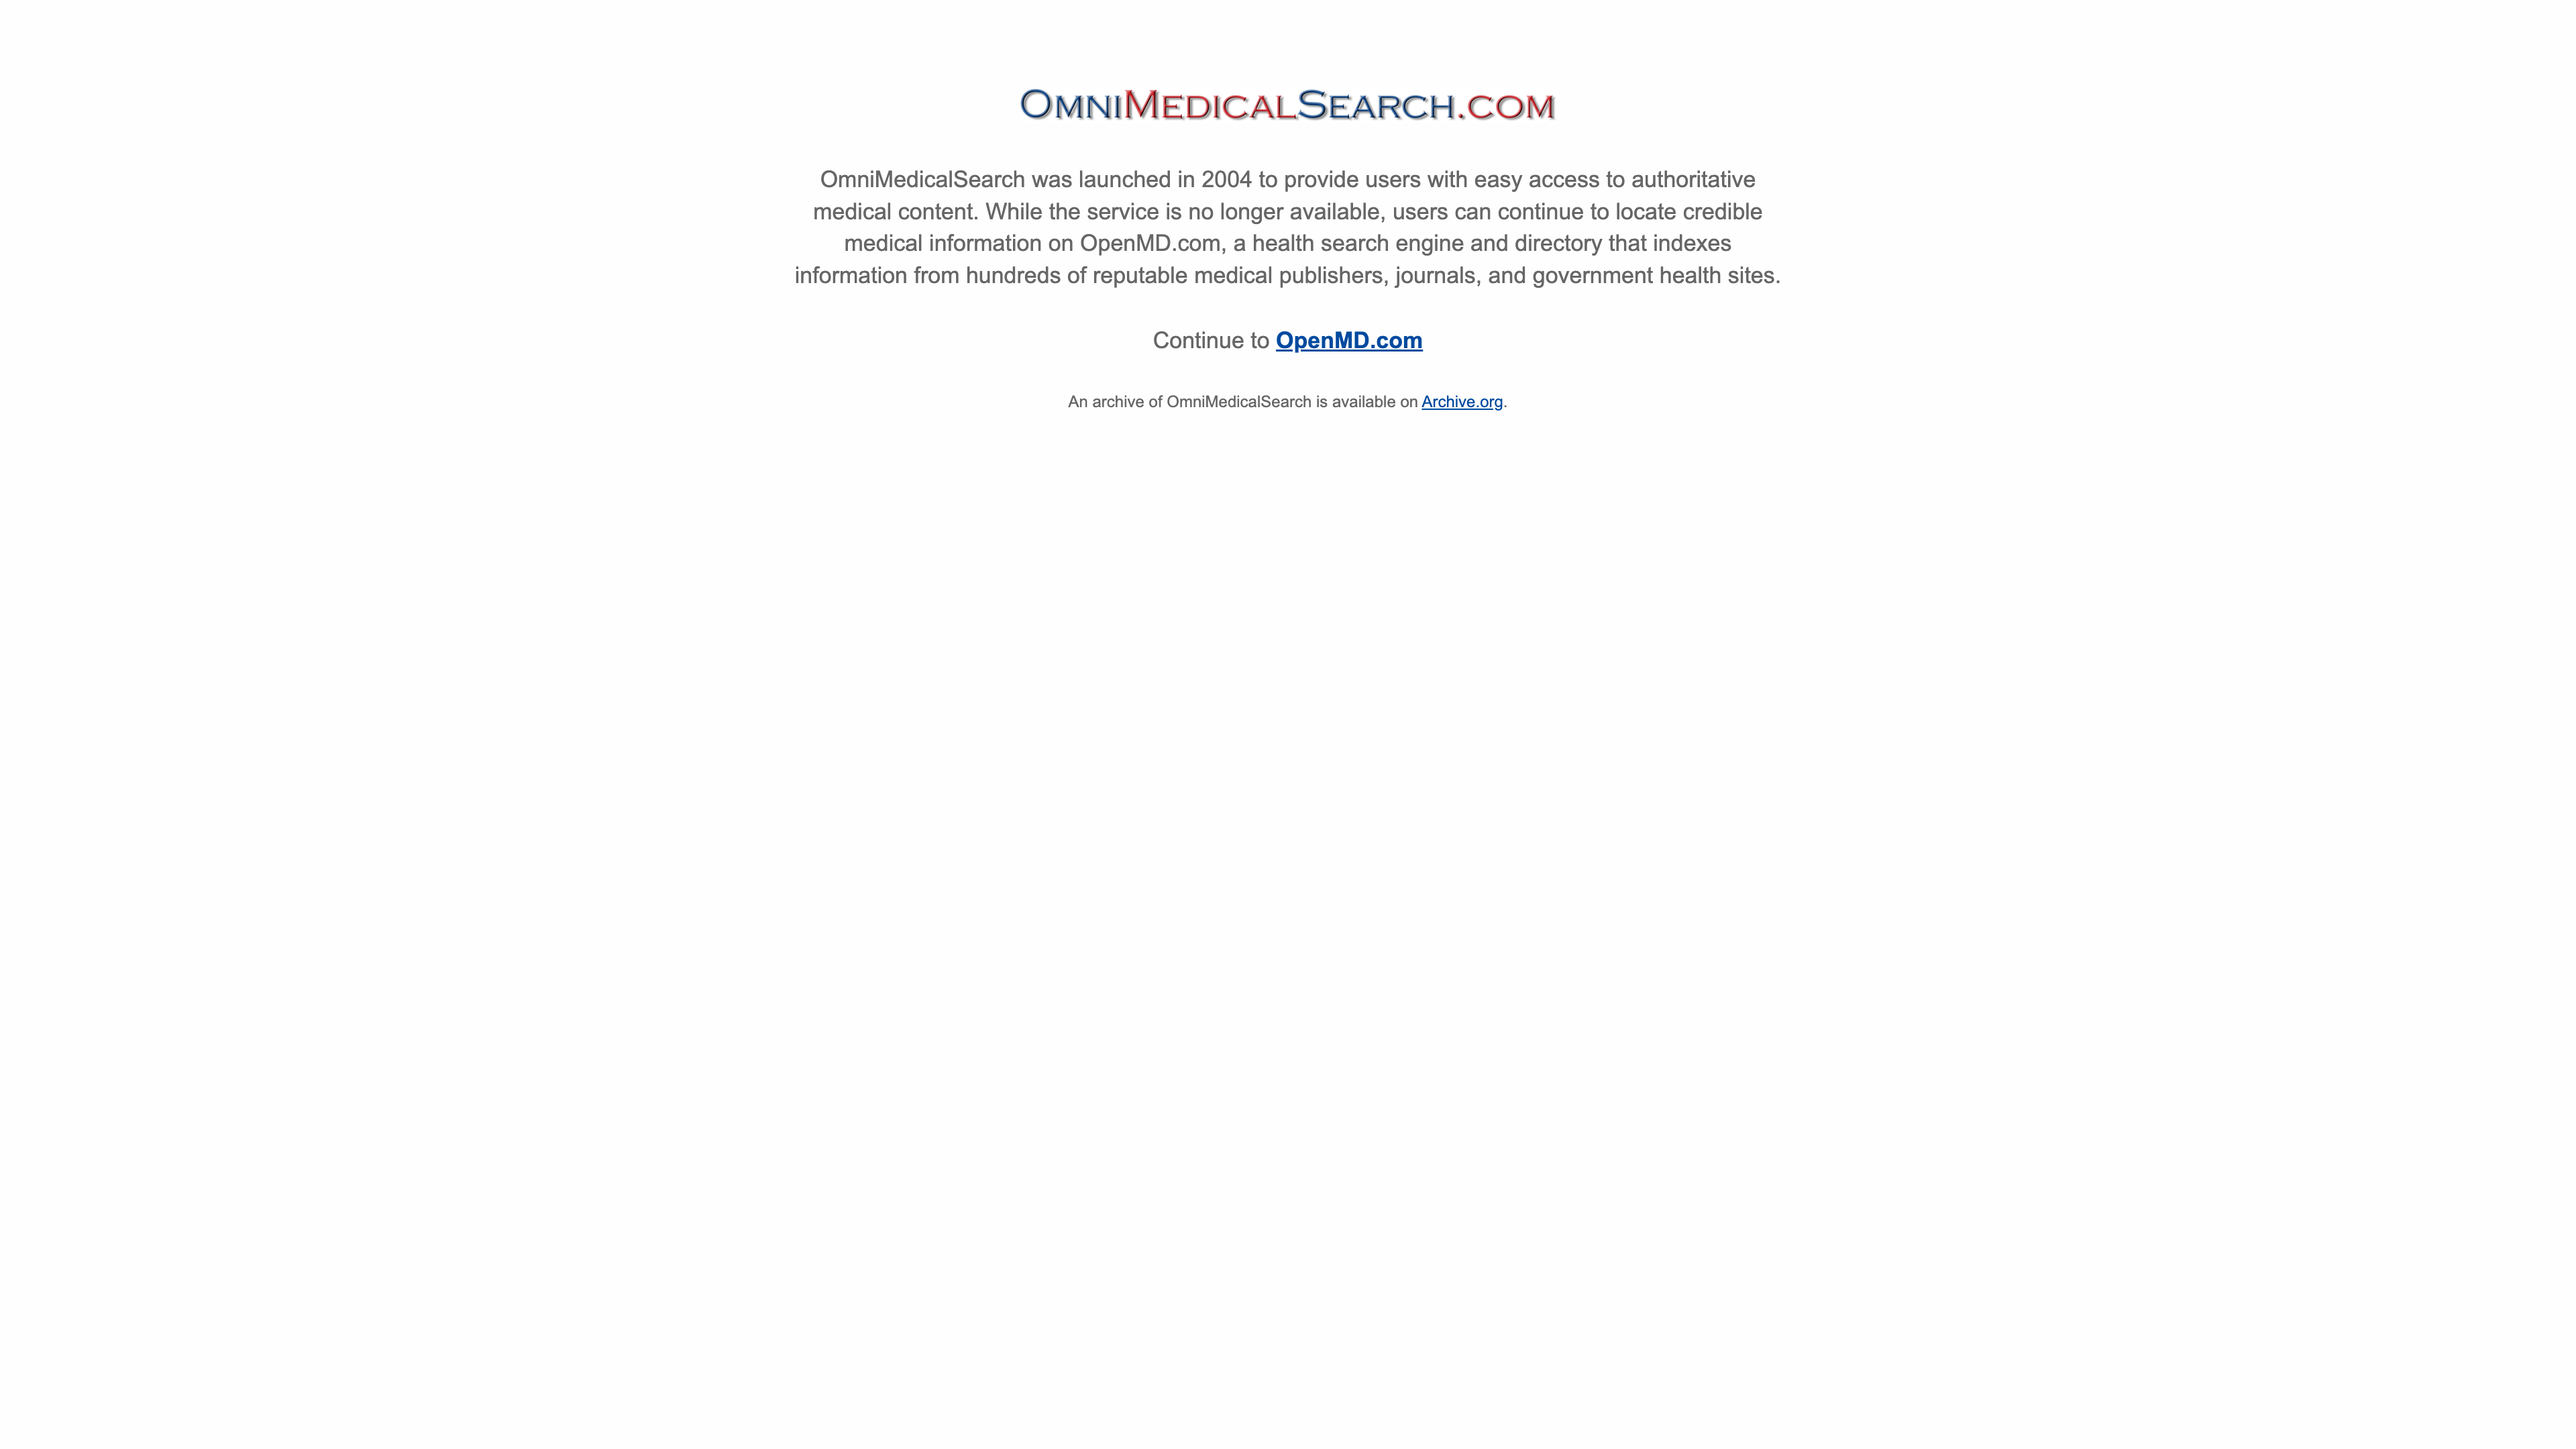 OmniMedicalSearch.com
OmniMedicalSearch was launched in 2004 to provide users with easy access to authoritative
medical content. While the service is no longer available, users can continue to locate credible
medical information on OpenMD.com, a health search engine and directory that indexes
information from hundreds of reputable medical publishers, journals, and government health sites.
Continue to OpenMD.com
An archive of OmniMedicalSearch is available on Archive.org.